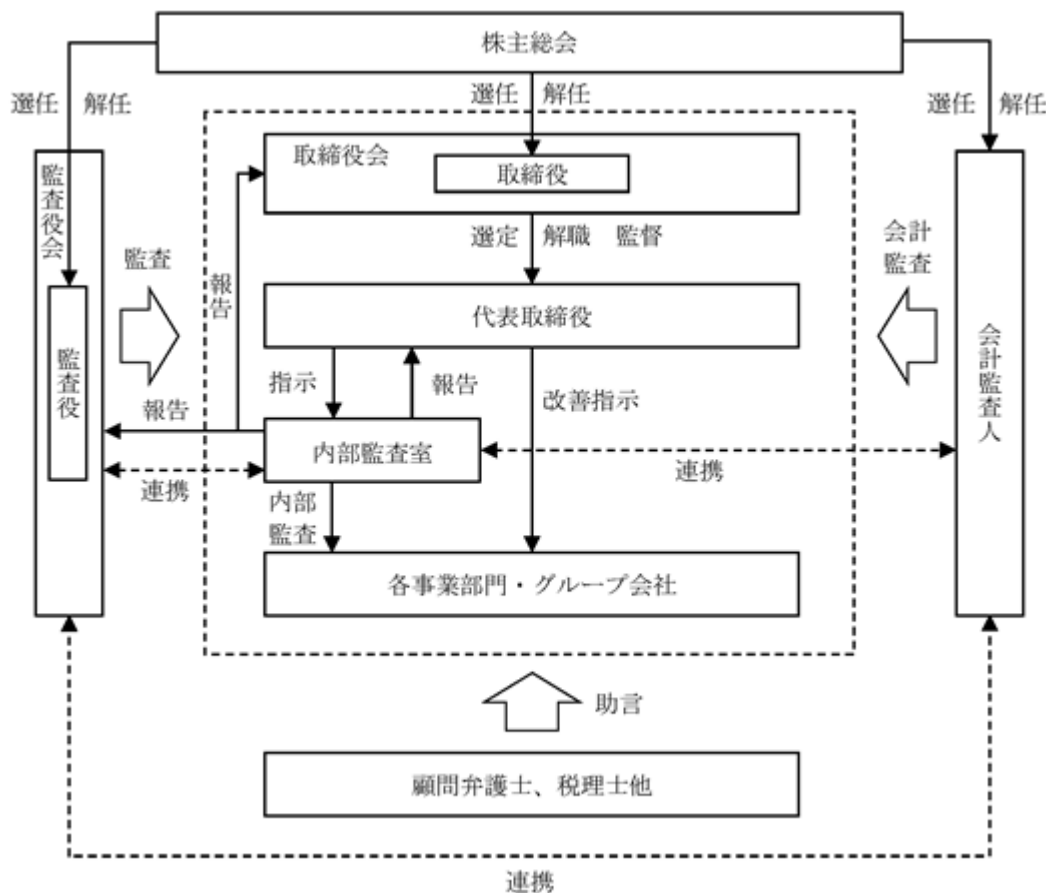 株主総会
選任 解任
選任 解任
選任 解任
取締役会
取締役
監査役会
監査役
監査
報告
選定 解職 監督
会計
監査
代表取締役
会計監査人
指示
報告
改善指示
報告
内部監査室
連携
連携
内部
監査
各事業部門・グループ会社
助言
顧問弁護士、税理士他
連携